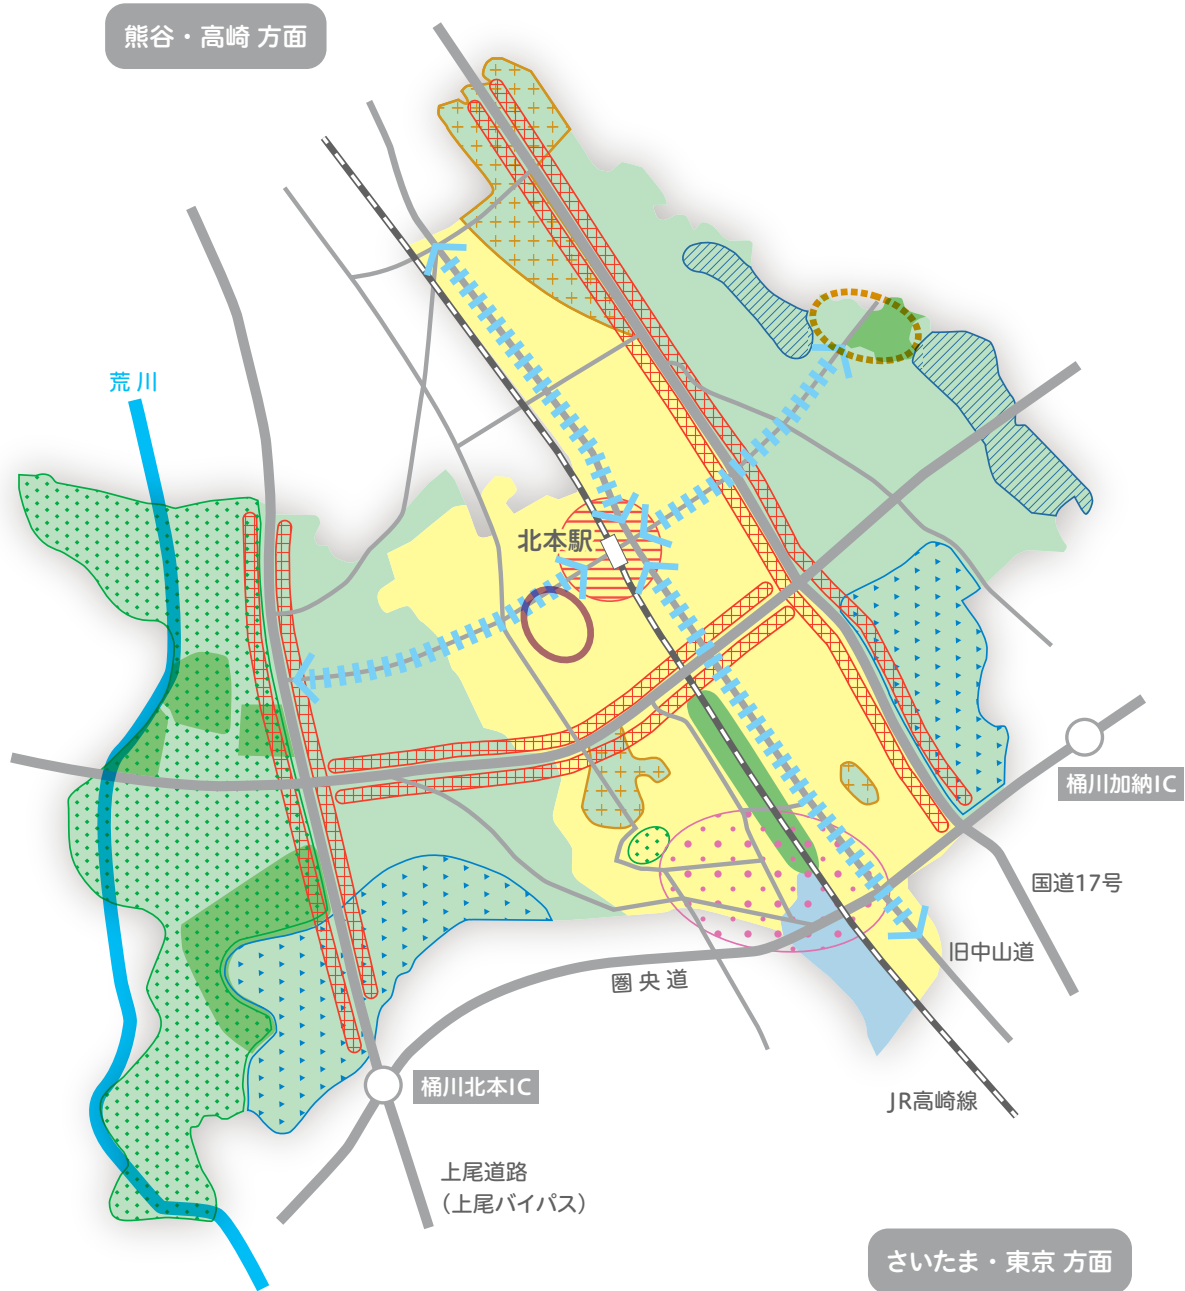 熊谷・高崎 方面
荒川
北本駅
桶川加納IC
国道17号
旧中山道
圏央道
桶川北本IC
JR高崎線
上尾道路
（上尾バイパス）
さいたま・東京 方面